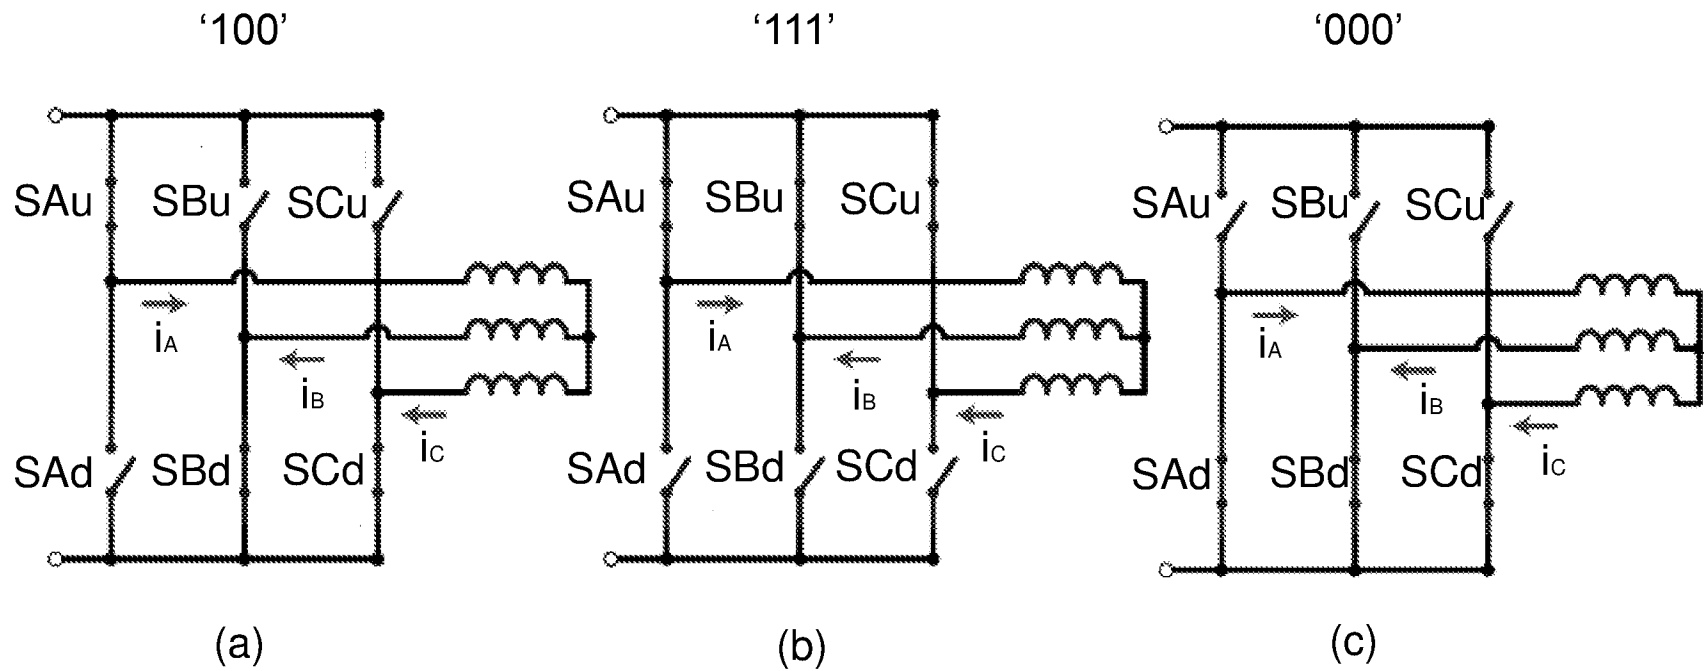 ‘100’
‘111’
‘000’
SAu SBu SCu
SAu SBu SCu
SAu SBu SCu
iA
iB
iC
iA
iB
iC
iA
iB
iC
SAd SBd SCd
SAd SBd SCd
SAd SBd SCd
(a)
(b)
(c)